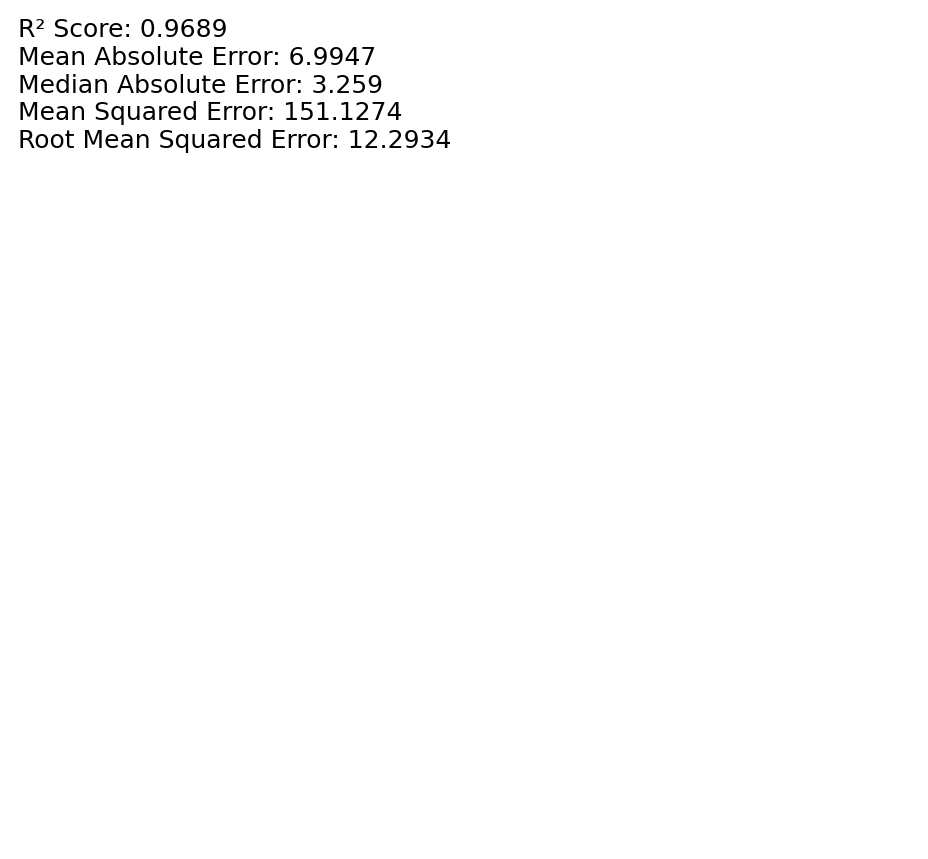 R² Score: 0.9689
Mean Absolute Error: 6.9947
Median Absolute Error: 3.259
Mean Squared Error: 151.1274
Root Mean Squared Error: 12.2934